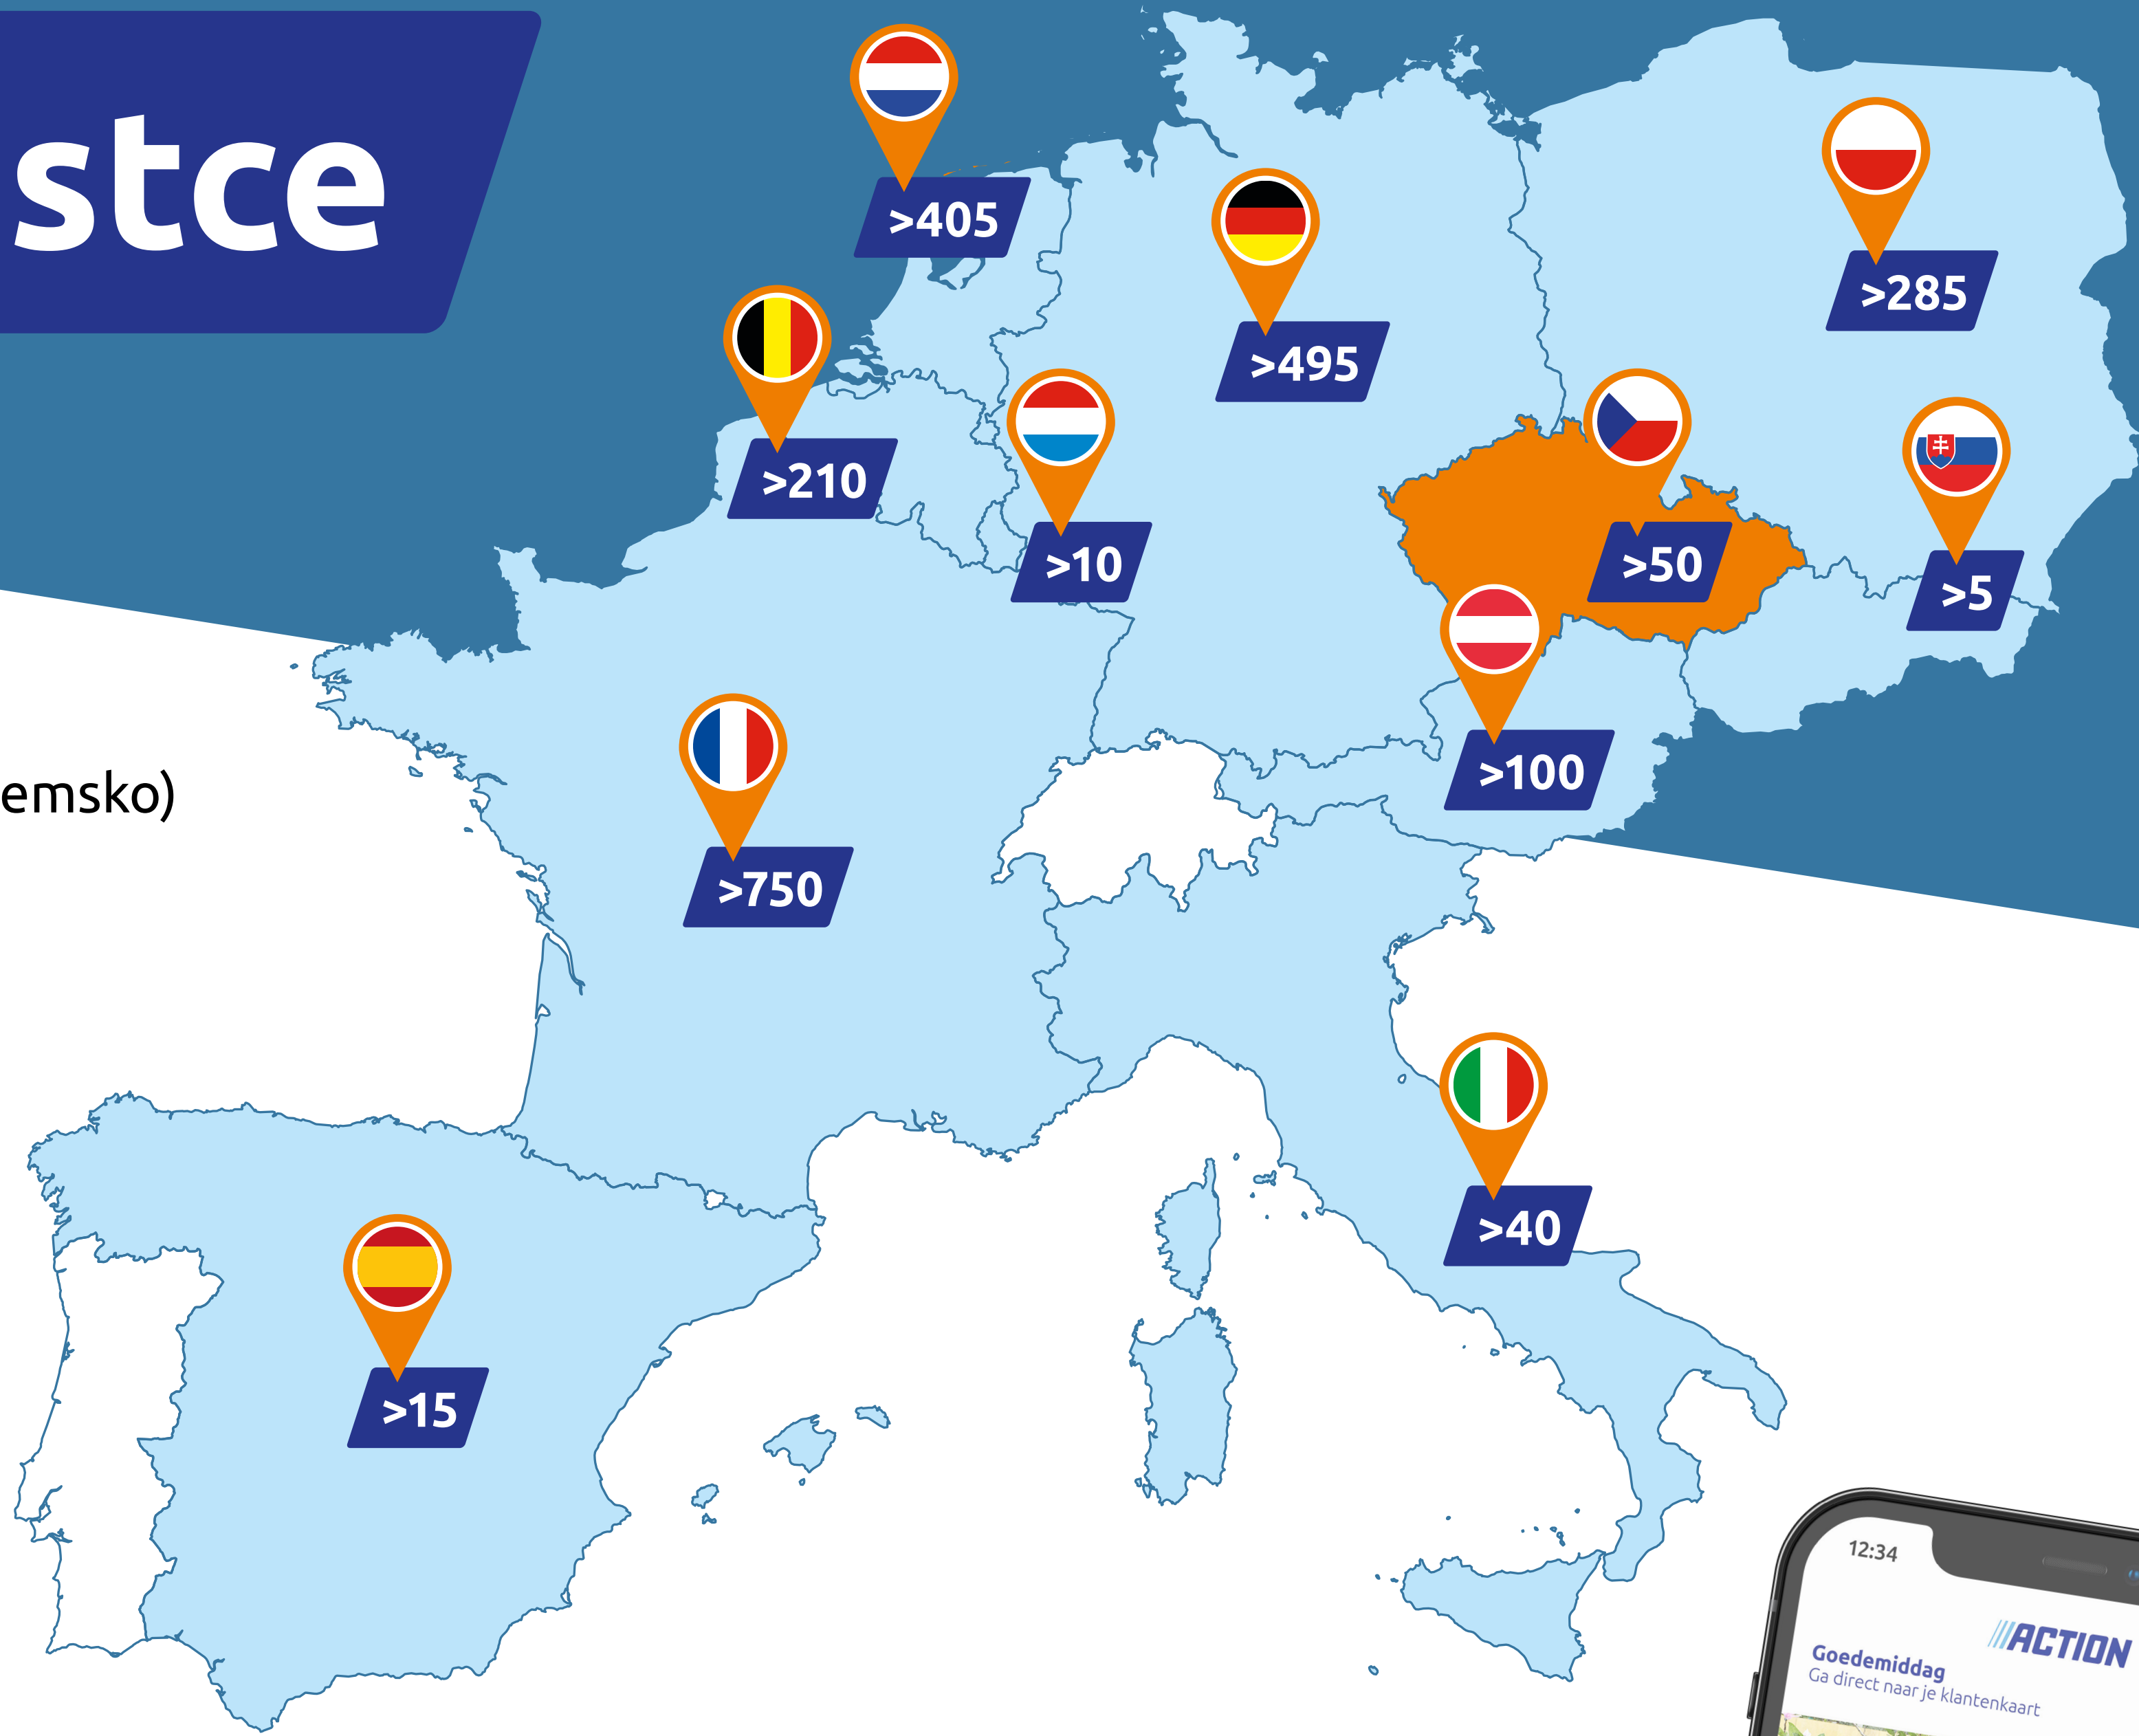 stce
>405
>285
>495
>210
>10
>50
>5
emsko)
>100
>750
>40
>15
12:34
ACTION
Goedemiddag
Ga direct naar je klantenkaart